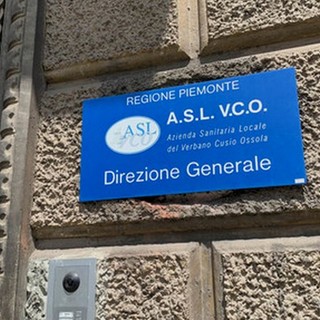 REGIONE PIEMONTE
ASL
VCO
A.S.L. V.C.O.
Azienda Sanitaria Locale
del Verbano Cusio Ossola
Direzione Generale